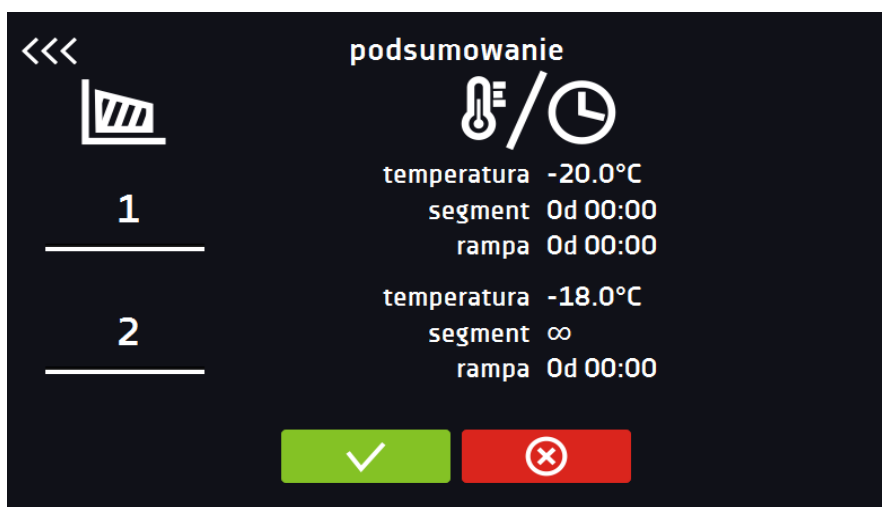 <<<
podsumowanie
1
temperatura -20.0°C
segment 0d 00:00
rampa 0d 00:00
2
temperatura -18.0°C
segment ∞
rampa 0d 00:00